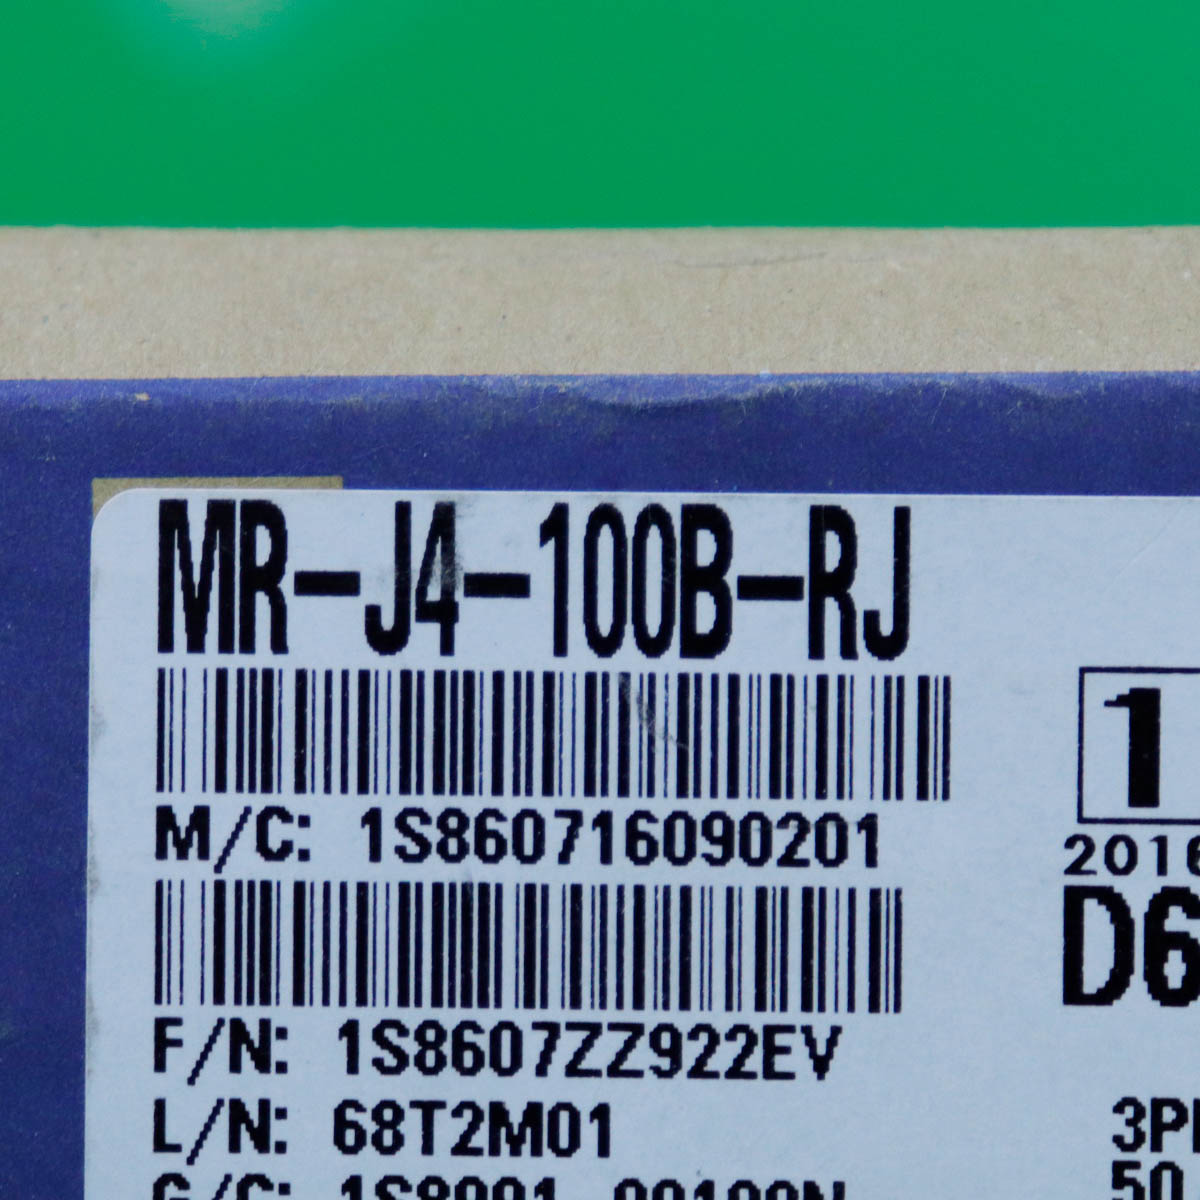 MR-J4-100B-RJ
1
M/C: 1S860716090201
2016
D6
F/N: 1S8607ZZ922EV
L/N: 68T2M01